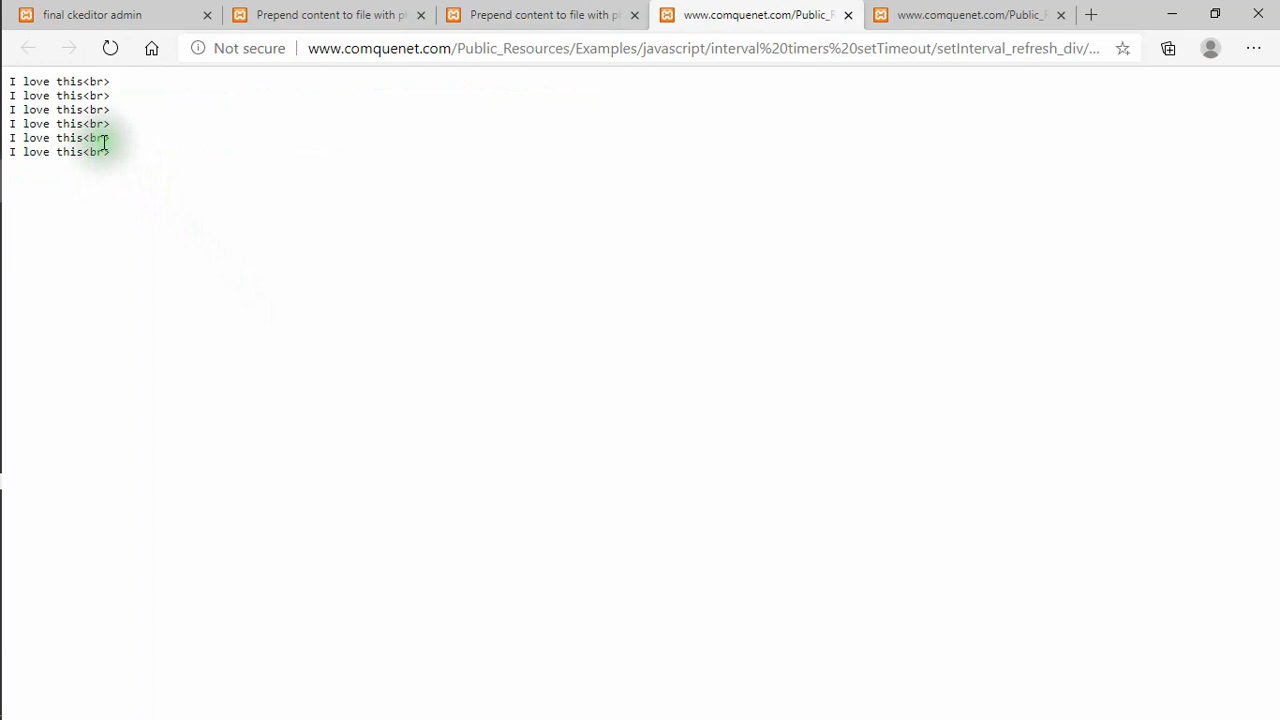 final ckeditor admin
Prepend content to file with p
Prepend content to file with p
www.comquenet.com/Public_R
www.comquenet.com/Public_R
Not secure
www.comquenet.com/Public_Resources/Examples/javascript/interval%20timers%20setTimeout/setInterval_refresh_div/...
I love this<br>
I love this<br>
I love this<br>
I love this<br>
I love this<br>
I love this<br>